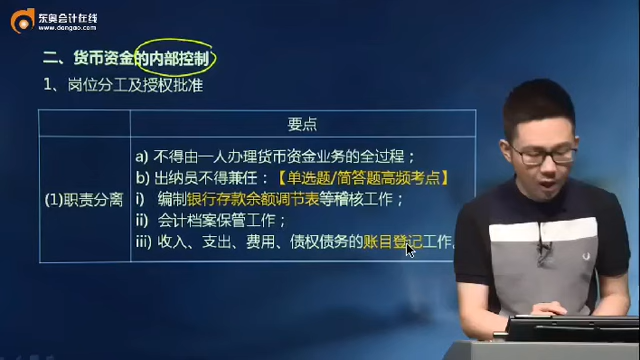 东奥会计在线
www.dongao.com
二、货币资金的内部控制
1、岗位分工及授权批准
要点
(1)职责分离
a) 不得由一人办理货币资金业务的全过程；
b) 出纳员不得兼任：【单选题/简答题高频考点】
i) 编制银行存款余额调节表等稽核工作；
ii) 会计档案保管工作；
iii) 收入、支出、费用、债权债务的账目登记工作。